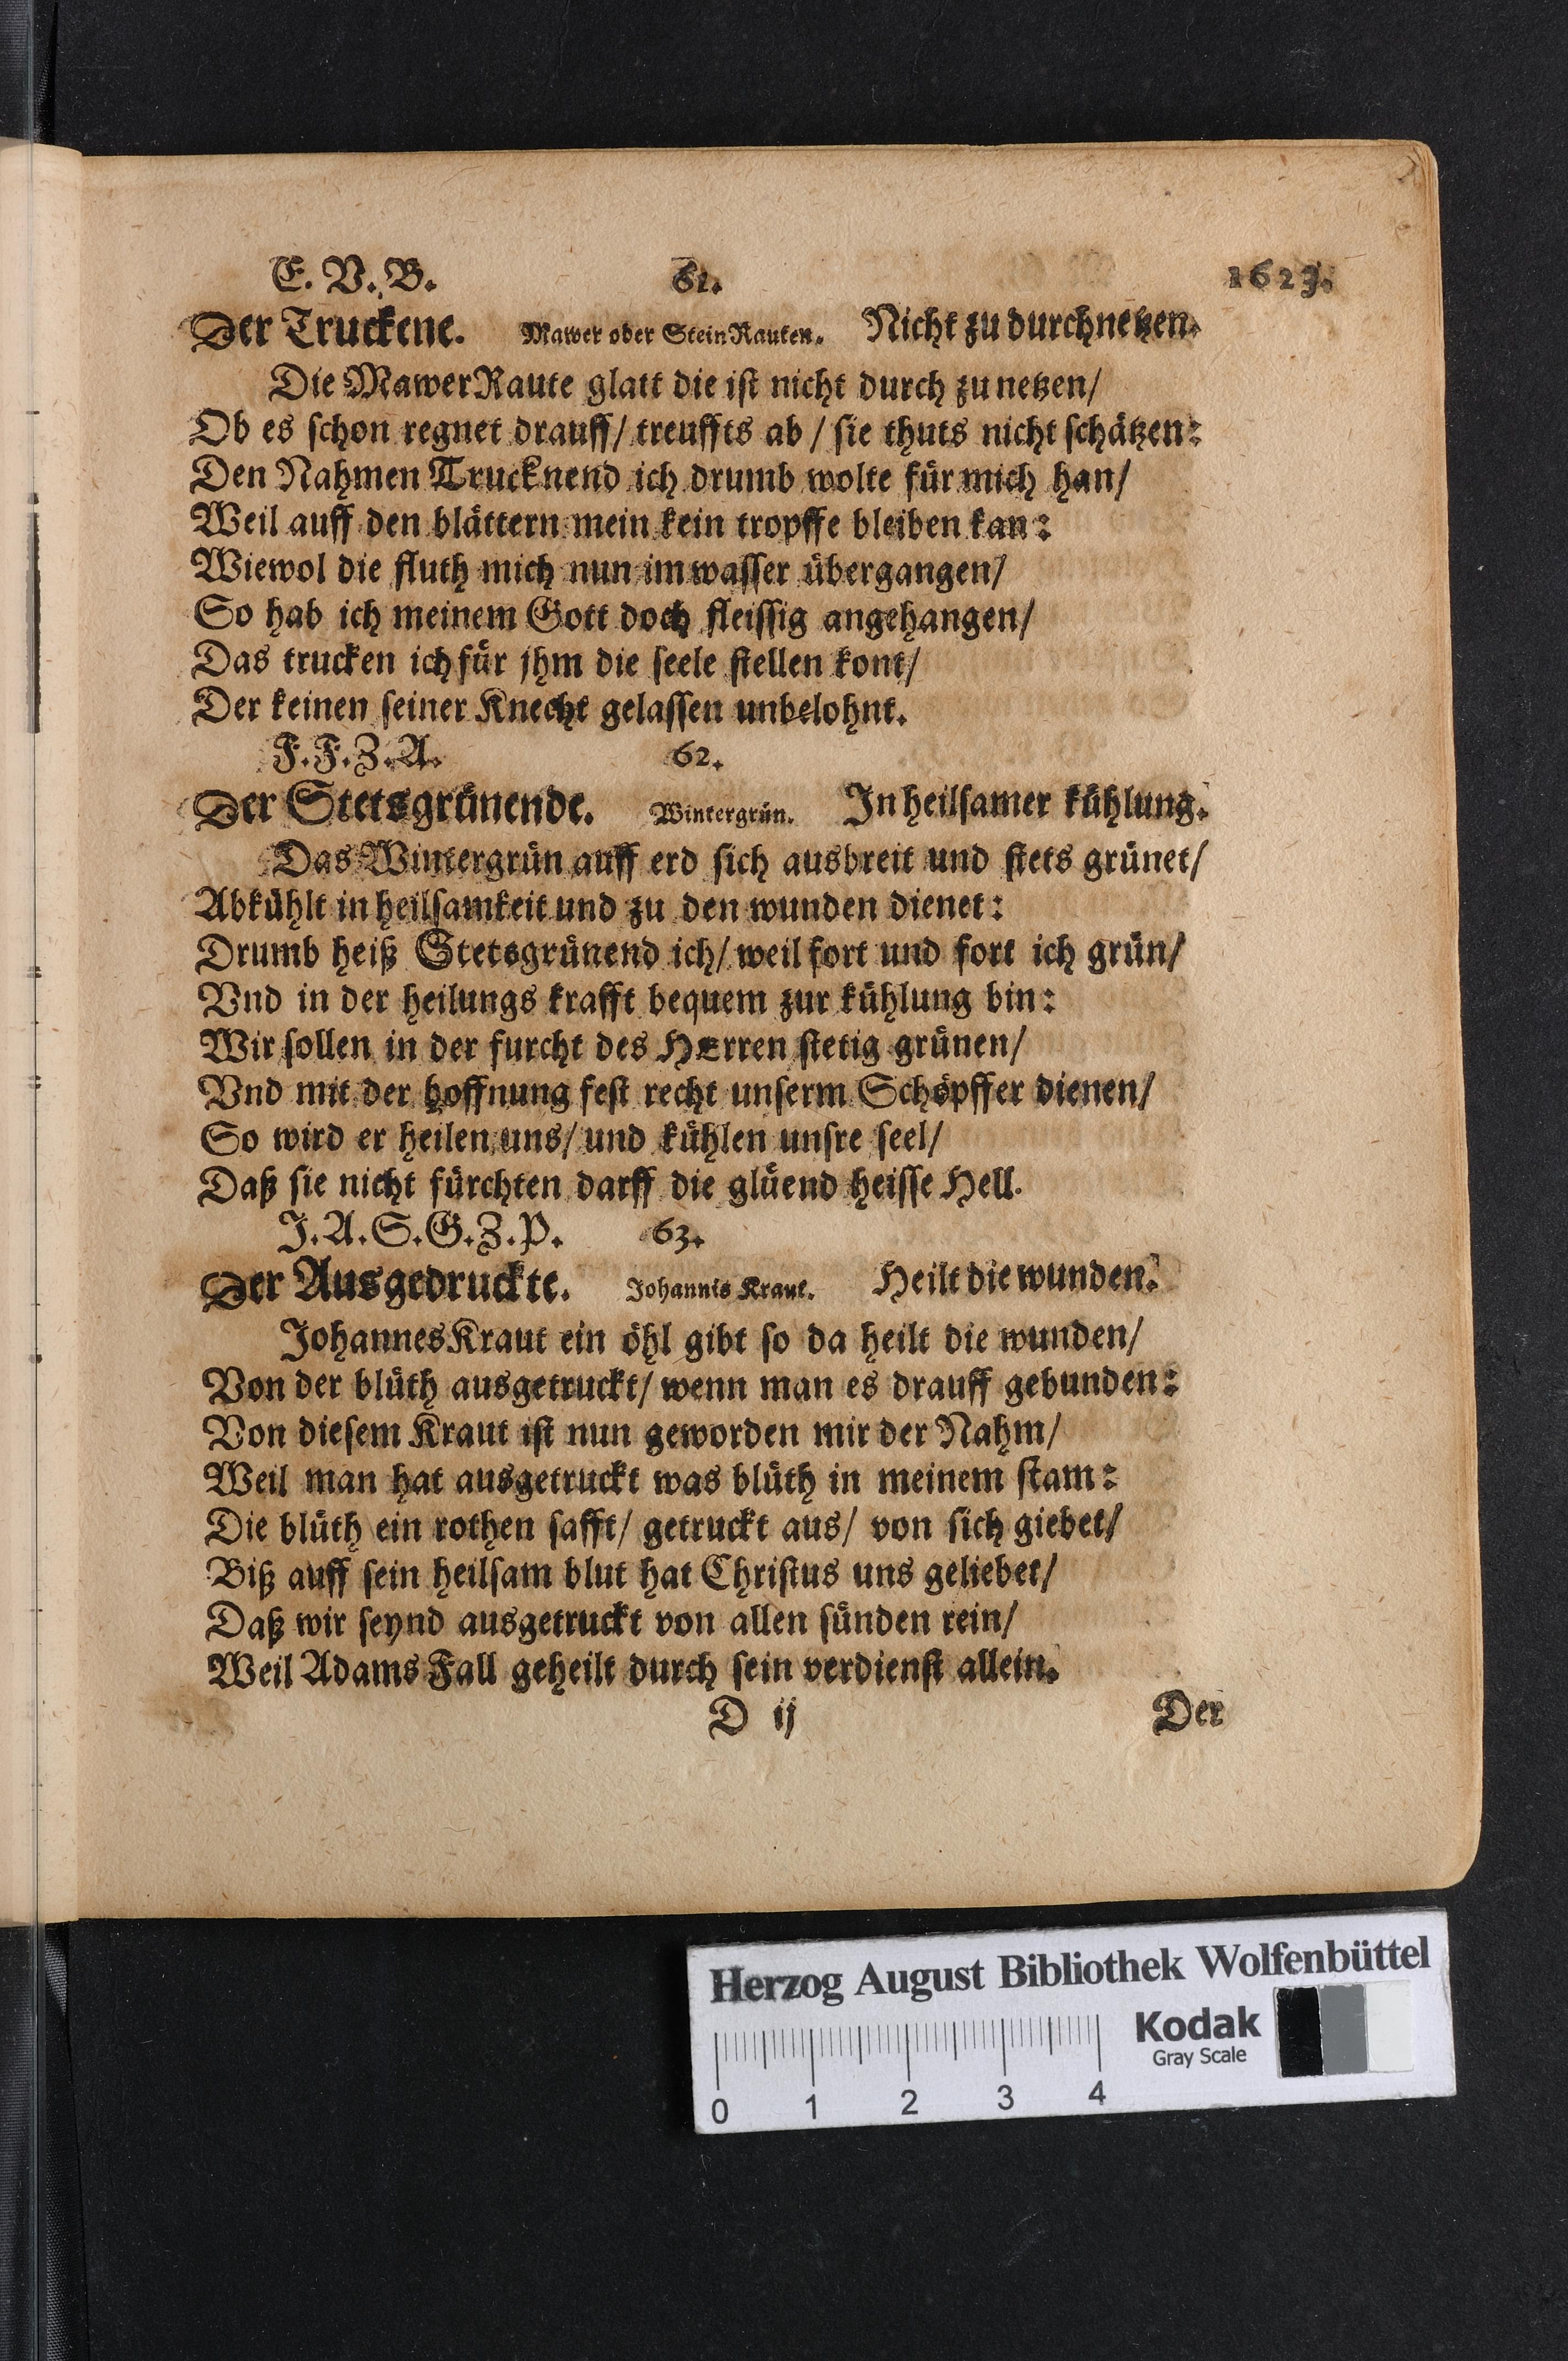 E. V. B. 61. 1623.
Der Truckene. Mawer oder SteinRauten. Nicht zu durchnetzen.
Die MawerRaute glatt die ist nicht durch zu netzen/
Ob es schon regnet drauff/ treuffts ab / sie thuts nicht schätzen:
Den Nahmen Trucknend ich drumb wolte für mich han/
Weil auff den blättern mein kein tropffe bleiben kan:
Wiewol die fluth mich nun im wasser übergangen/
So hab ich meinem Gott doch fleissig angehangen/
Das trucken ich für jhm die seele stellen kont/
Der keinen seiner Knecht gelassen unbelohnt.
F. F. Z. A. 62.
Der Stetsgrünende. Wintergrün. In heilsamer kühlung.
Das Wintergrün auff erd sich ausbreit und stets grünet/
Abkühlt in heilsamkeit und zu den wunden dienet:
Drumb heiß Stetsgrünend ich/ weil fort und fort ich grün/
Vnd in der heilungs krafft bequem zur kühlung bin:
Wir sollen in der furcht des HErren stetig grünen/
Vnd mit der hoffnung fest recht unserm Schöpffer dienen/
So wird er heilen uns/ und kühlen unsre seel/
Daß sie nicht fürchten darff die glüend heisse Hell.
J. A. S. G. Z. P. 63.
Der Ausgedruckte. Johannis Kraut. Heilt die wunden.
JohannesKraut ein öhl gibt so da heilt die wunden/
Von der blüth ausgetruckt/ wenn man es drauff gebunden:
Von diesem Kraut ist nun geworden mir der Nahm/
Weil man hat ausgetruckt was blüth in meinem stam:
Die blüth ein rothen safft/ getruckt aus/ von sich giebet/
Biß auff sein heilsam blut hat Christus uns geliebet/
Daß wir seynd ausgetruckt von allen sünden rein/
Weil Adams Fall geheilt durch sein verdienst allein.
D ij Der
Herzog August Bibliothek Wolfenbüttel
Kodak
Gray Scale
0 1 2 3 4